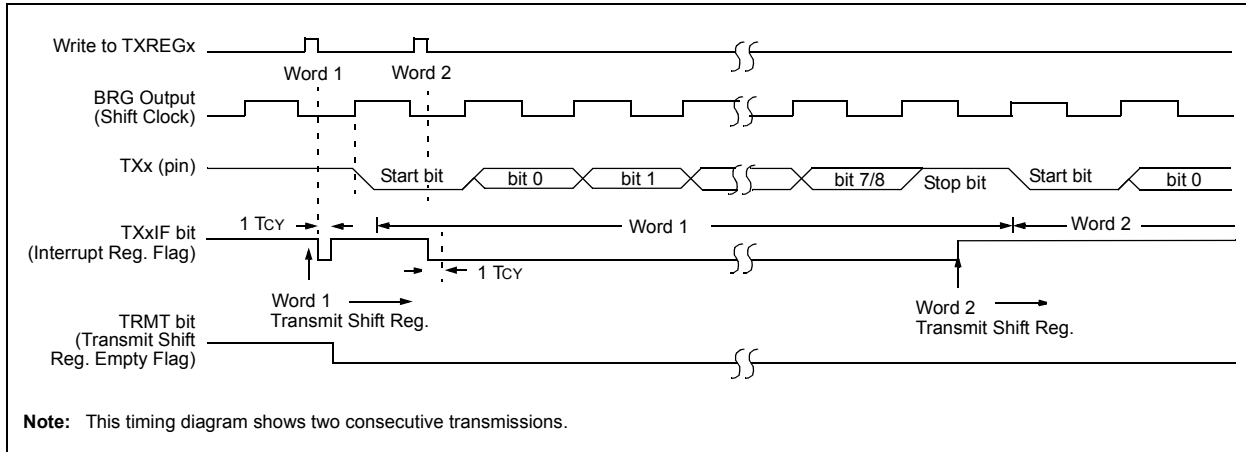 Write to TXREGx
Word 1
Word 2
BRG Output
(Shift Clock)
TXx (pin)
Start bit
bit 0
bit 1
bit 7/8
Stop bit
Start bit
bit 0
1 TCY
TXxIF bit
(Interrupt Reg. Flag)
Word 1
Word 2
1 TCY
Word 1
Transmit Shift Reg.
Word 2
Transmit Shift Reg.
TRMT bit
(Transmit Shift
Reg. Empty Flag)
Note: This timing diagram shows two consecutive transmissions.